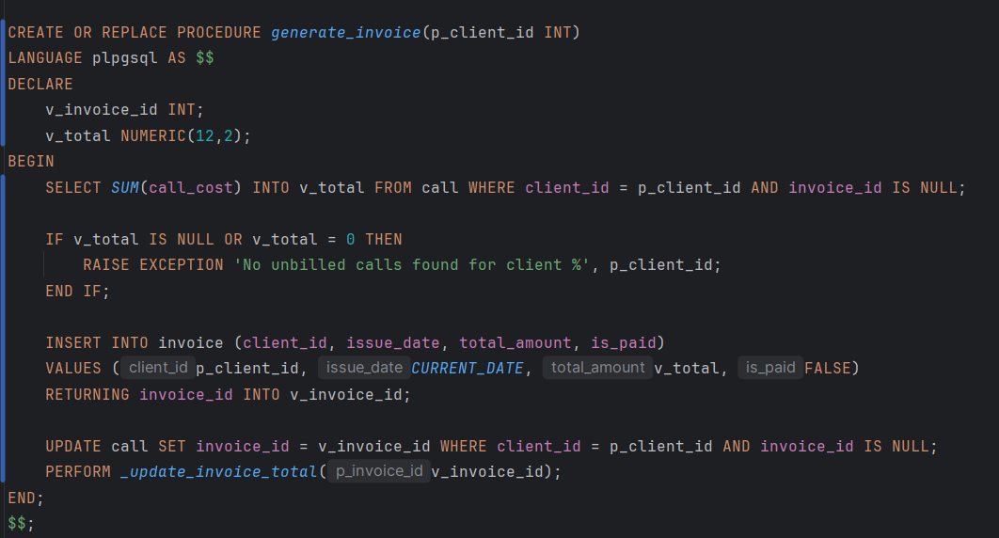 CREATE OR REPLACE PROCEDURE generate_invoice(p_client_id INT)
LANGUAGE plpgsql AS $$
DECLARE
    v_invoice_id INT;
    v_total NUMERIC(12,2);
BEGIN
    SELECT SUM(call_cost) INTO v_total FROM call WHERE client_id = p_client_id AND invoice_id IS NULL;

    IF v_total IS NULL OR v_total = 0 THEN
        RAISE EXCEPTION 'No unbilled calls found for client %', p_client_id;
    END IF;

    INSERT INTO invoice (client_id, issue_date, total_amount, is_paid)
    VALUES ( client_id p_client_id, issue_date CURRENT_DATE, total_amount v_total, is_paid FALSE)
    RETURNING invoice_id INTO v_invoice_id;

    UPDATE call SET invoice_id = v_invoice_id WHERE client_id = p_client_id AND invoice_id IS NULL;
    PERFORM _update_invoice_total( p_invoice_id v_invoice_id);
END;
$$;